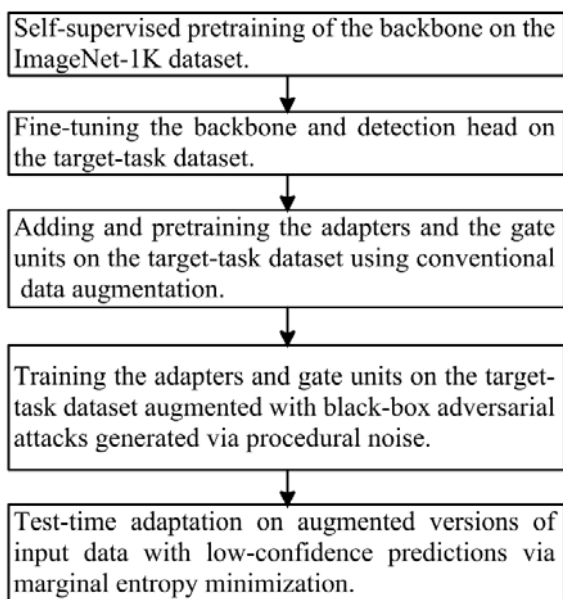 Self-supervised pretraining of the backbone on the
ImageNet-1K dataset.
Fine-tuning the backbone and detection head on
the target-task dataset.
Adding and pretraining the adapters and the gate
units on the target-task dataset using conventional
data augmentation.
Training the adapters and gate units on the target-
task dataset augmented with black-box adversarial
attacks generated via procedural noise.
Test-time adaptation on augmented versions of
input data with low-confidence predictions via
marginal entropy minimization.